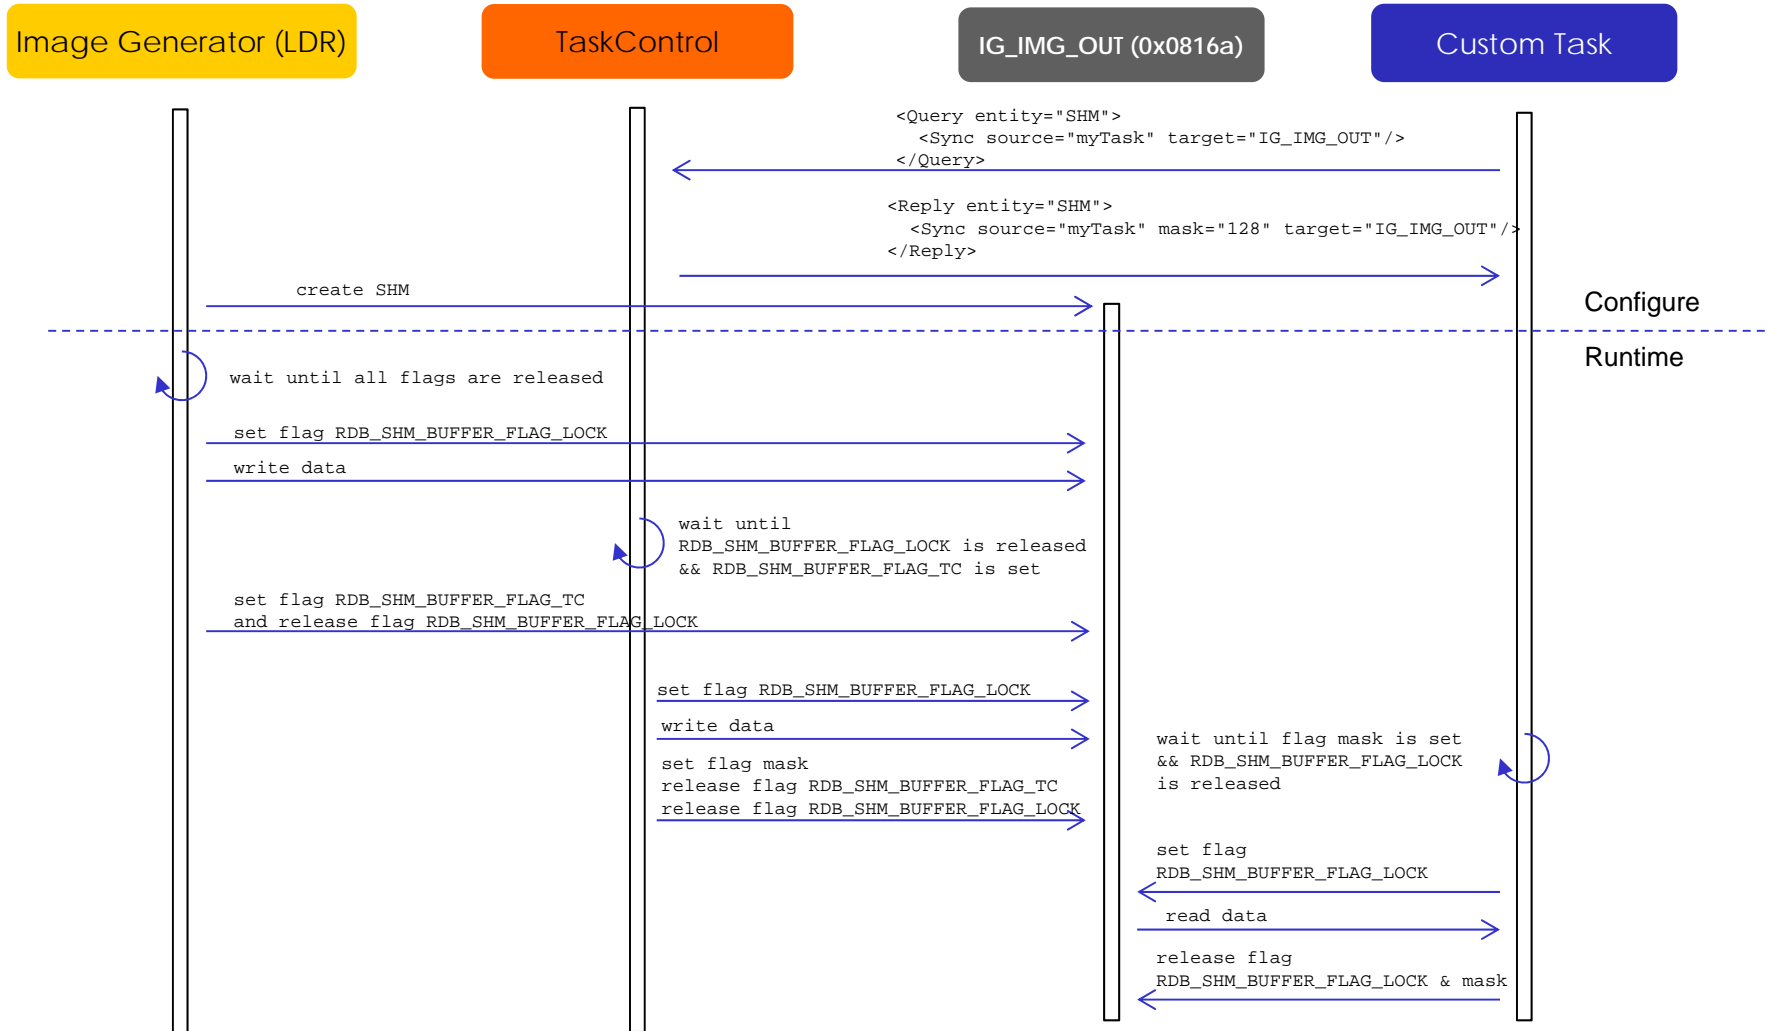 Image Generator (LDR)
TaskControl
IG_IMG_OUT (0x0816a)
Custom Task
<Query entity="SHM">
<Sync source="myTask" target="IG_IMG_OUT"/>
</Query>
<Reply entity="SHM">
<Sync source="myTask" mask="128" target="IG_IMG_OUT"/>
</Reply>
create SHM
Configure
Runtime
wait until all flags are released
set flag RDB_SHM_BUFFER_FLAG_LOCK
write data
wait until
RDB_SHM_BUFFER_FLAG_LOCK is released
&& RDB_SHM_BUFFER_FLAG_TC is set
set flag RDB_SHM_BUFFER_FLAG_TC
and release flag RDB_SHM_BUFFER_FLAG_LOCK
set flag RDB_SHM_BUFFER_FLAG_LOCK
write data
set flag mask
release flag RDB_SHM_BUFFER_FLAG_TC
release flag RDB_SHM_BUFFER_FLAG_LOCK
wait until flag mask is set
&& RDB_SHM_BUFFER_FLAG_LOCK
is released
set flag
RDB_SHM_BUFFER_FLAG_LOCK
read data
release flag
RDB_SHM_BUFFER_FLAG_LOCK & mask